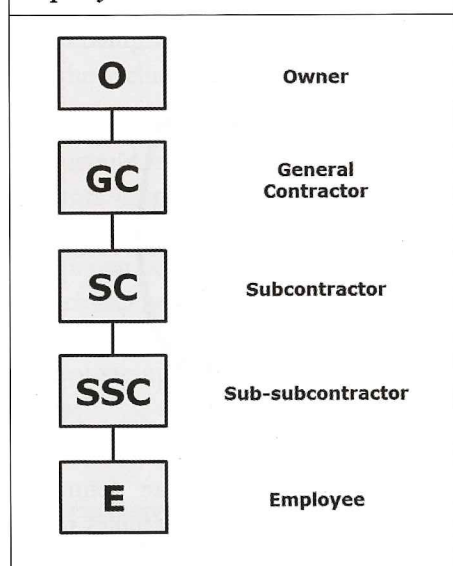 O
Owner
GC
General
Contractor
SC
Subcontractor
SSC
Sub-subcontractor
E
Employee